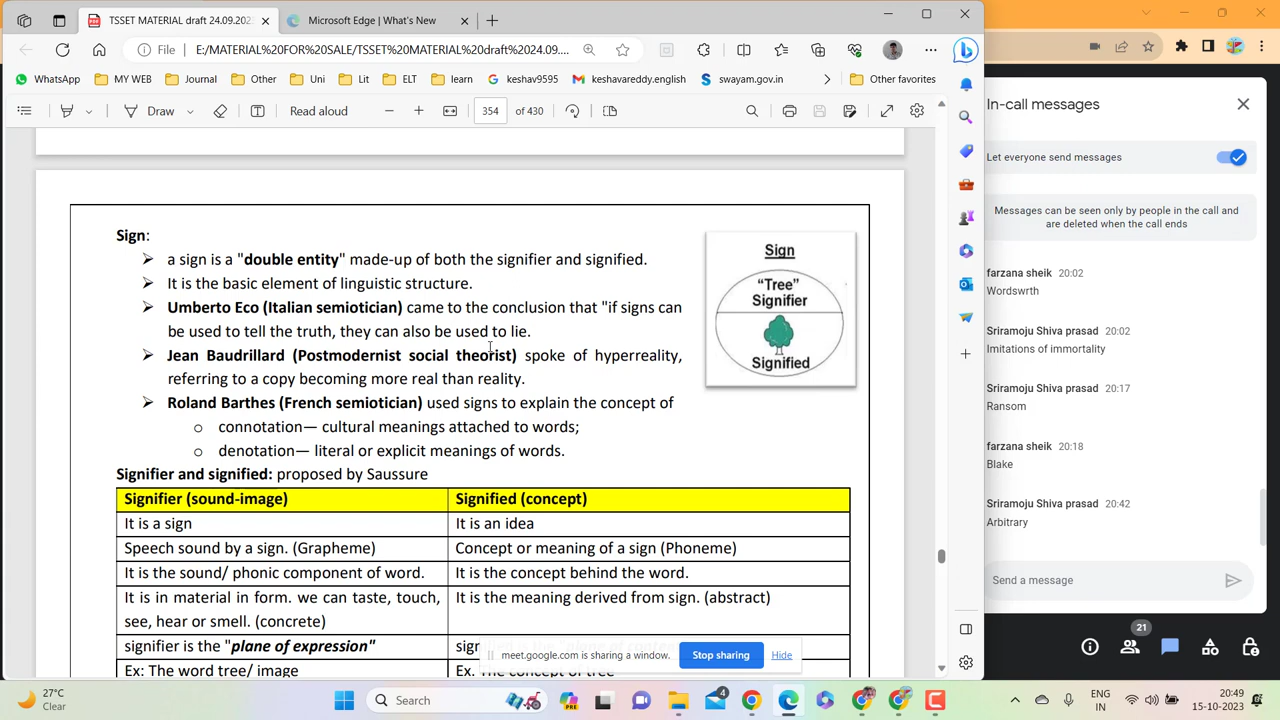 TSSET MATERIAL draft 24.09.202
Microsoft Edge | What's New
File
E:/MATERIAL%20FOR%20SALE/TSSET%20MATERIAL%20draft%2024.09....
WhatsApp
MY WEB
Journal
Other
Uni
Lit
ELT
learn
keshav9595
keshavareddy.english
swayam.gov.in
Other favorites
Draw
Read aloud
354
of 430
Sign:
a sign is a "double entity" made-up of both the signifier and signified.
It is the basic element of linguistic structure.
Umberto Eco (Italian semiotician) came to the conclusion that "if signs can
be used to tell the truth, they can also be used to lie.
Jean Baudrillard (Postmodernist social theorist) spoke of hyperreality,
referring to a copy becoming more real than reality.
Roland Barthes (French semiotician) used signs to explain the concept of
o connotation— cultural meanings attached to words;
o denotation— literal or explicit meanings of words.
Sign
"Tree"
Signifier
Signified
Signifier and signified: proposed by Saussure
Signifier (sound-image) Signified (concept)
It is a sign It is an idea
Speech sound by a sign. (Grapheme) Concept or meaning of a sign (Phoneme)
It is the sound/ phonic component of word. It is the concept behind the word.
It is in material in form. we can taste, touch, It is the meaning derived from sign. (abstract)
see, hear or smell. (concrete)
signifier is the "plane of expression"
Ex: The word tree/ image Ex. The concept of tree
meet.google.com is sharing a window.
Stop sharing
Hide
In-call messages
Let everyone send messages
Messages can be seen only by people in the call and
are deleted when the call ends
farzana sheik 20:02
Wordswrth
Sriramoju Shiva prasad 20:02
Imitations of immortality
Sriramoju Shiva prasad 20:17
Ransom
farzana sheik 20:18
Blake
Sriramoju Shiva prasad 20:42
Arbitrary
Send a message
21
27°C
Clear
Search
PRE
4
ENG
IN
20:49
15-10-2023